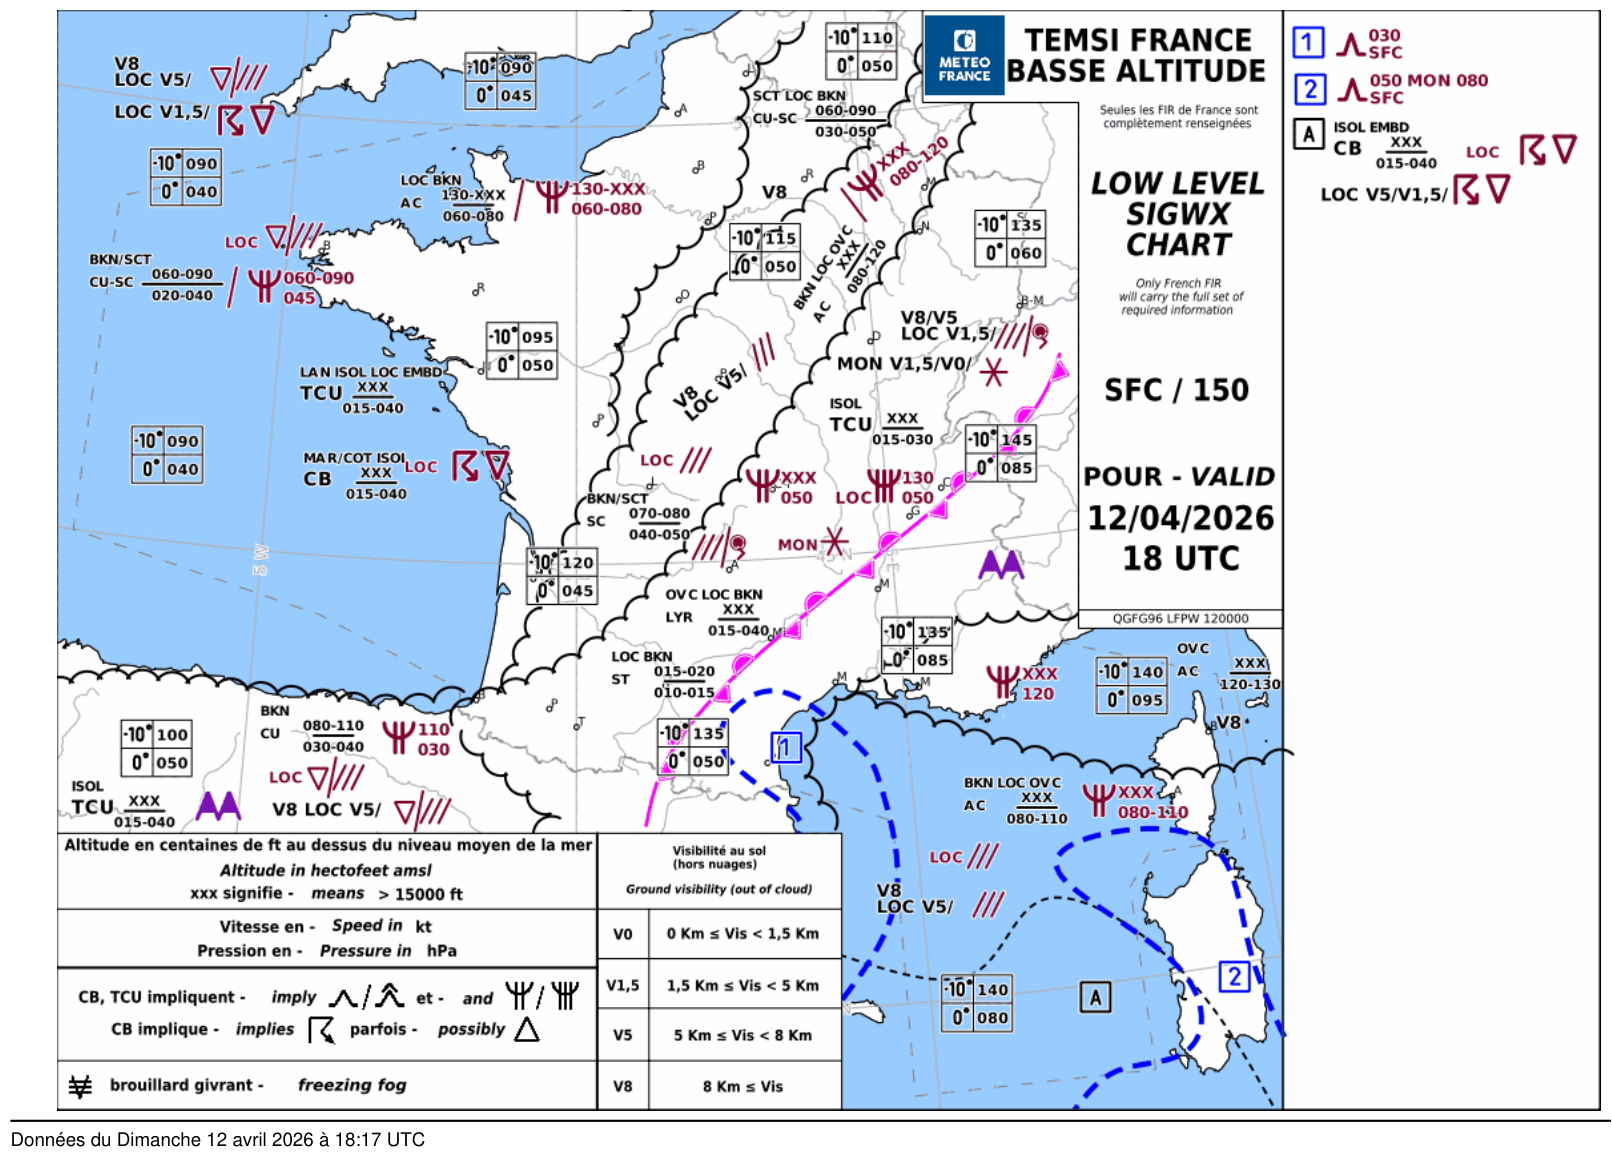 V8
LOC V5/
LOC V1,5/
-10° 090
0° 045
-10° 110
0° 050
METEO
FRANCE
TEMSI FRANCE
BASSE ALTITUDE
Seules les FIR de France sont
complètement renseignées
LOW LEVEL
SIGWX
CHART
Only French FIR
will carry the full set of
required information
SFC / 150
POUR - VALID
12/04/2026
18 UTC
QGFG96 LFPW 120000
1 030
SFC
2 050 MON 080
SFC
A ISOL EMBD
CB XXX
015-040
LOC
LOC V5/V1,5/
SCT LOC BKN
CU-SC 060-090
030-050
-10° 090
0° 040
LOC BKN
AC 130-XXX
060-080
130-XXX
060-080
V8
XXX
080-120
-10° 115
0° 050
BKN LOC OVC
AC XXX
080-120
-10° 135
0° 060
LOC
BKN/SCT
CU-SC 060-090
020-040
060-090
045
-10° 095
0° 050
V8/V5
LOC V1,5/
MON V1,5/V0/
LAN ISOL LOC EMBD
TCU XXX
015-040
V8
LOC V5/
ISOL
TCU XXX
015-030
-10° 090
0° 040
MAR/COT ISOL
CB XXX
015-040
LOC
LOC
XXX
050
LOC 130
050
-10° 145
0° 085
BKN/SCT
SC 070-080
040-050
MON
45 N
5 W
5 E
-10° 120
0° 045
OVC LOC BKN
LYR XXX
015-040
LOC BKN
ST 015-020
010-015
-10° 135
0° 085
XXX
120
-10° 140
0° 095
OVC
AC XXX
120-130
V8
-10° 100
0° 050
BKN
CU 080-110
030-040
110
030
LOC
V8 LOC V5/
ISOL
TCU XXX
015-040
-10° 135
0° 050
1
BKN LOC OVC
AC XXX
080-110
XXX
080-110
LOC
V8
LOC V5/
-10° 140
0° 080
A
2
Altitude en centaines de ft au dessus du niveau moyen de la mer
Altitude in hectofeet amsl
xxx signifie - means > 15000 ft
Vitesse en - Speed in kt
Pression en - Pressure in hPa
CB, TCU impliquent - imply / et - and /
CB implique - implies parfois - possibly
brouillard givrant - freezing fog
Visibilité au sol
(hors nuages)
Ground visibility (out of cloud)
V0 0 Km ≤ Vis < 1,5 Km
V1,5 1,5 Km ≤ Vis < 5 Km
V5 5 Km ≤ Vis < 8 Km
V8 8 Km ≤ Vis
Données du Dimanche 12 avril 2026 à 18:17 UTC